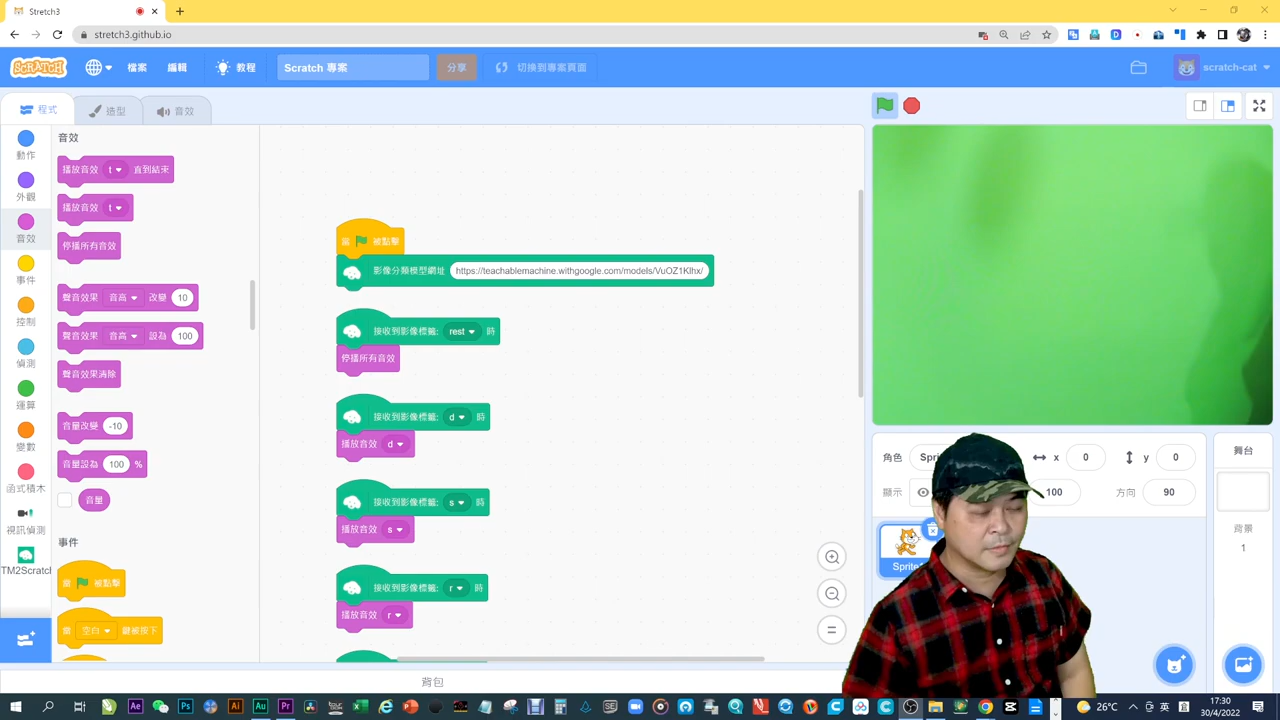 Stretch3
stretch3.github.io
SCRATCH
檔案
編輯
教程
Scratch 專案
分享
切換到專案頁面
scratch-cat
程式
造型
音效
動作
外觀
音效
事件
控制
偵測
運算
變數
函式積木
視訊偵測
TM2Scratch
音效
播放音效 t 直到結束
播放音效 t
停播所有音效
聲音效果 音高 改變 10
聲音效果 音高 設為 100
聲音效果清除
音量改變 -10
音量設為 100 %
音量
事件
當 被點擊
當 空白 鍵被按下
當 被點擊
影像分類模型網址 https://teachablemachine.withgoogle.com/models/VuOZ1KIhx/
接收到影像標籤: rest 時
停播所有音效
接收到影像標籤: d 時
播放音效 d
接收到影像標籤: s 時
播放音效 s
接收到影像標籤: r 時
播放音效 r
背包
角色
x 0
y 0
顯示
100
方向 90
Sprite
舞台
背景
1
26°C
英
17:30
30/4/2022